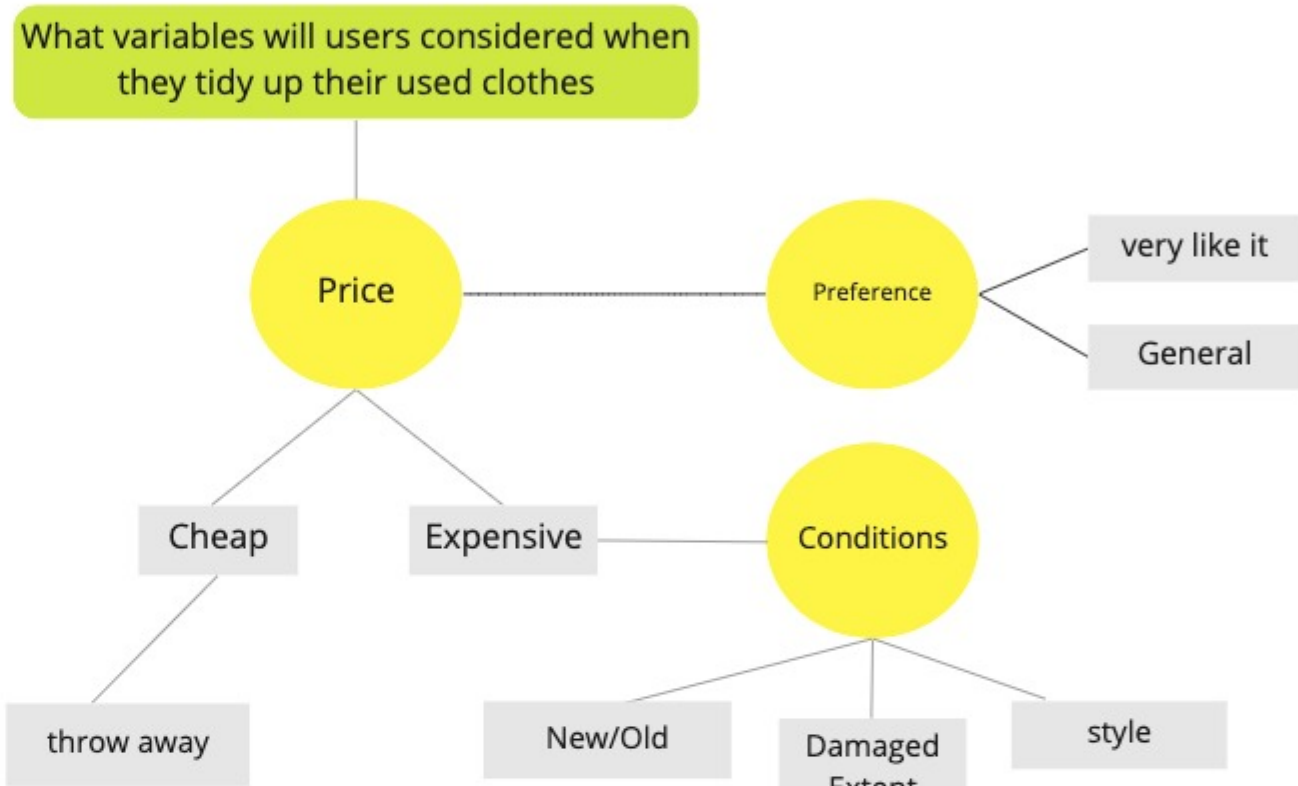 What variables will users considered when
they tidy up their used clothes
Price
Preference
very like it
General
Cheap
Expensive
Conditions
throw away
New/Old
Damaged
Extent
style